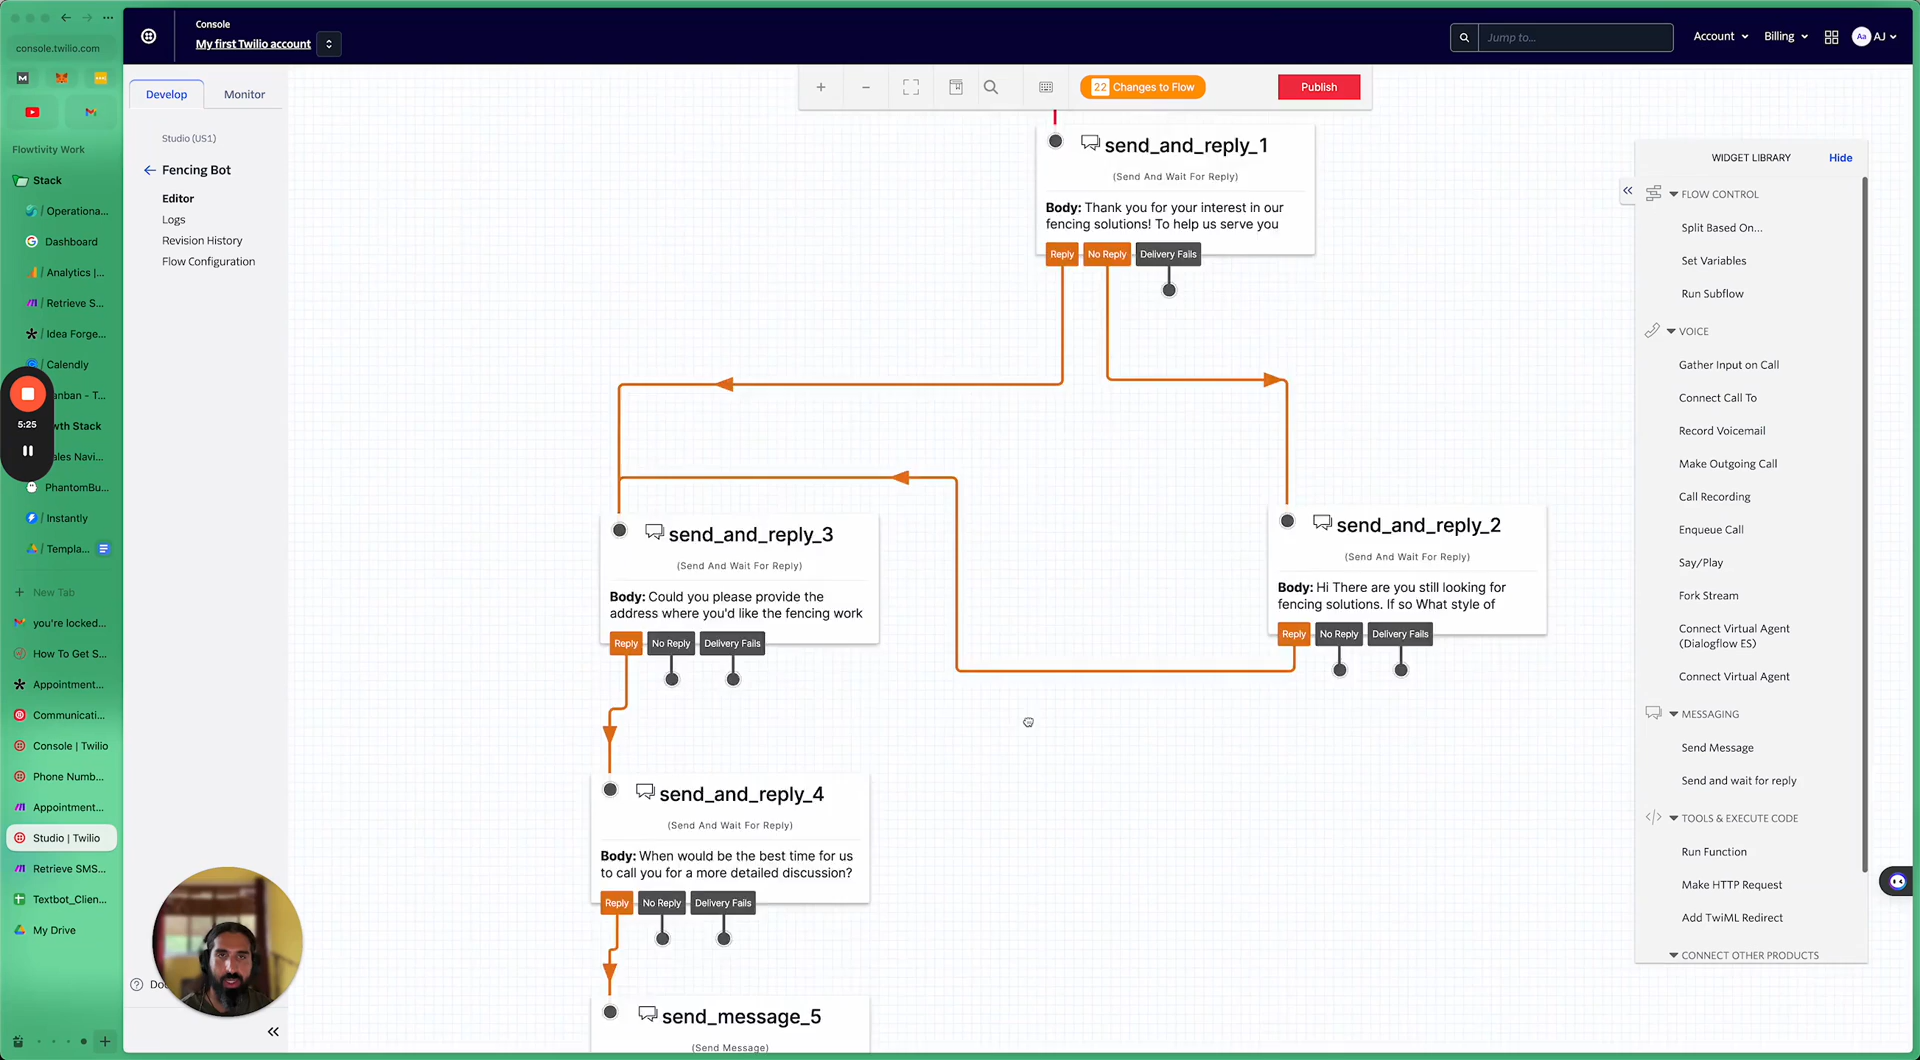 console.twilio.com
Flowtivity Work
Stack
/ Operationa...
Dashboard
/ Analytics |...
/ Retrieve S...
/ Idea Forge...
/ Calendly
anban - T...
wth Stack
ales Navi...
PhantomBu...
/ Instantly
/ Templa...
New Tab
you're locked...
How To Get S...
Appointment...
Communicati...
Console | Twilio
Phone Numb...
Appointment...
Studio | Twilio
Retrieve SMS...
Textbot_Clien...
My Drive
5:25
Console
My first Twilio account
Jump to...
Account
Billing
Aa
AJ
Develop
Monitor
Studio (US1)
Fencing Bot
Editor
Logs
Revision History
Flow Configuration
Doc
22 Changes to Flow
Publish
send_and_reply_1
(Send And Wait For Reply)
Body: Thank you for your interest in our
fencing solutions! To help us serve you
Reply
No Reply
Delivery Fails
send_and_reply_3
(Send And Wait For Reply)
Body: Could you please provide the
address where you'd like the fencing work
Reply
No Reply
Delivery Fails
send_and_reply_2
(Send And Wait For Reply)
Body: Hi There are you still looking for
fencing solutions. If so What style of
Reply
No Reply
Delivery Fails
send_and_reply_4
(Send And Wait For Reply)
Body: When would be the best time for us
to call you for a more detailed discussion?
Reply
No Reply
Delivery Fails
send_message_5
(Send Message)
WIDGET LIBRARY
Hide
FLOW CONTROL
Split Based On...
Set Variables
Run Subflow
VOICE
Gather Input on Call
Connect Call To
Record Voicemail
Make Outgoing Call
Call Recording
Enqueue Call
Say/Play
Fork Stream
Connect Virtual Agent
(Dialogflow ES)
Connect Virtual Agent
MESSAGING
Send Message
Send and wait for reply
TOOLS & EXECUTE CODE
Run Function
Make HTTP Request
Add TwiML Redirect
CONNECT OTHER PRODUCTS